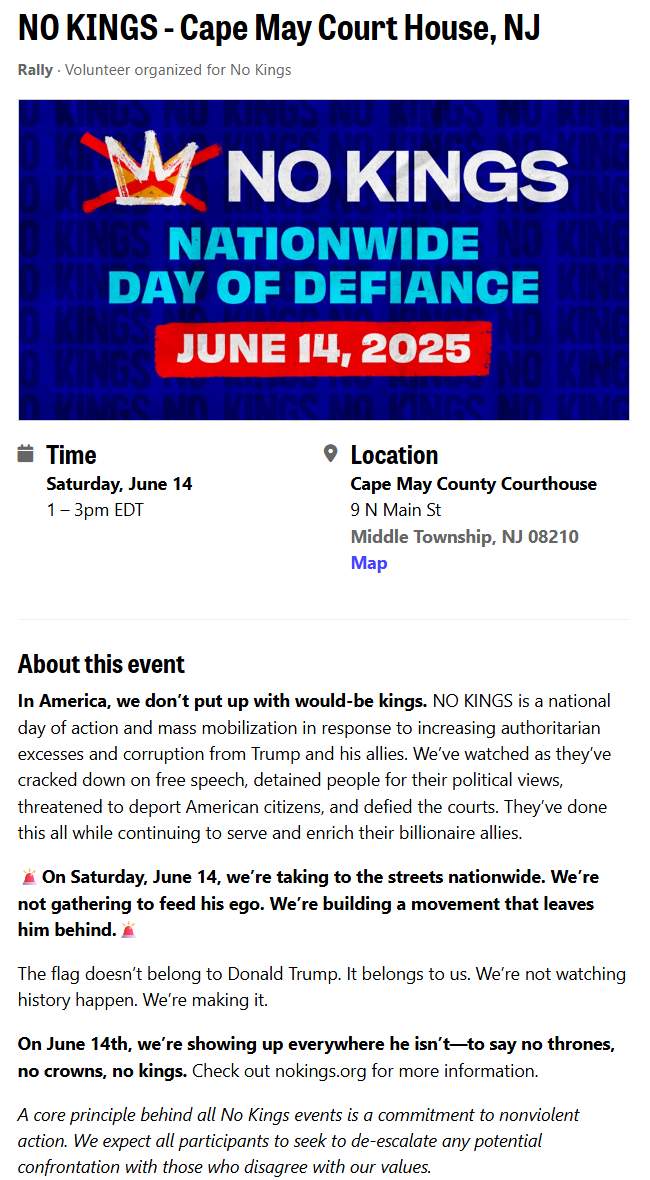 NO KINGS - Cape May Court House, NJ
Rally · Volunteer organized for No Kings
NO KINGS
NATIONWIDE
DAY OF DEFIANCE
JUNE 14, 2025
Time
Saturday, June 14
1 – 3pm EDT
Location
Cape May County Courthouse
9 N Main St
Middle Township, NJ 08210
Map
About this event
In America, we don’t put up with would-be kings. NO KINGS is a national
day of action and mass mobilization in response to increasing authoritarian
excesses and corruption from Trump and his allies. We’ve watched as they’ve
cracked down on free speech, detained people for their political views,
threatened to deport American citizens, and defied the courts. They’ve done
this all while continuing to serve and enrich their billionaire allies.
🚨On Saturday, June 14, we’re taking to the streets nationwide. We’re
not gathering to feed his ego. We’re building a movement that leaves
him behind.🚨
The flag doesn’t belong to Donald Trump. It belongs to us. We’re not watching
history happen. We’re making it.
On June 14th, we’re showing up everywhere he isn’t—to say no thrones,
no crowns, no kings. Check out nokings.org for more information.
A core principle behind all No Kings events is a commitment to nonviolent
action. We expect all participants to seek to de-escalate any potential
confrontation with those who disagree with our values.